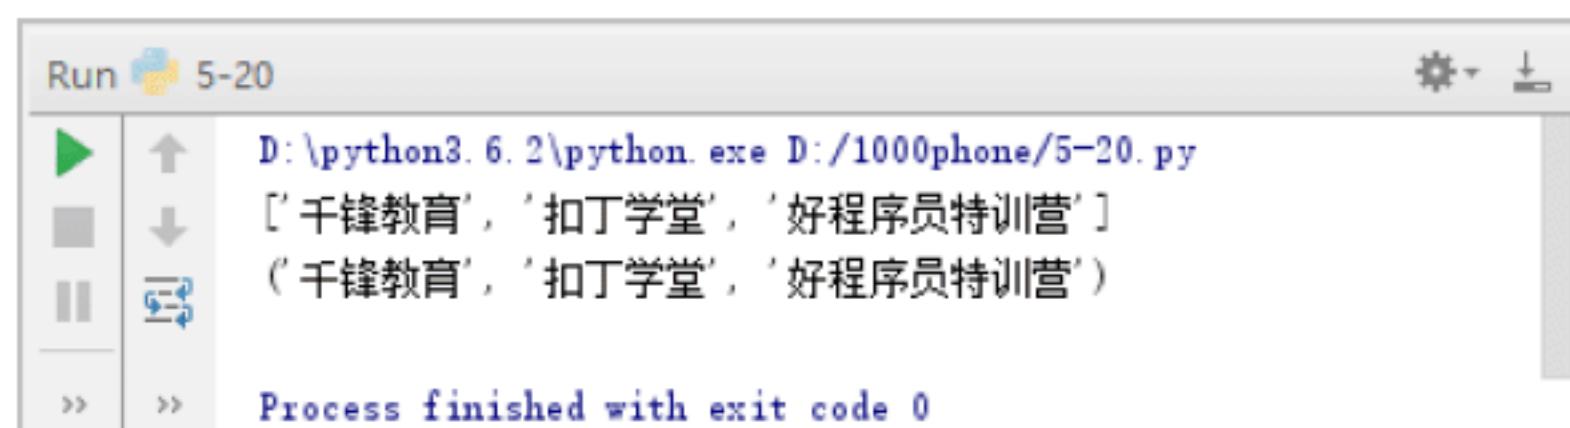 Run 5-20
D:\python3.6.2\python.exe D:/1000phone/5-20.py
['千锋教育', '扣丁学堂', '好程序员特训营']
('千锋教育', '扣丁学堂', '好程序员特训营')
Process finished with exit code 0